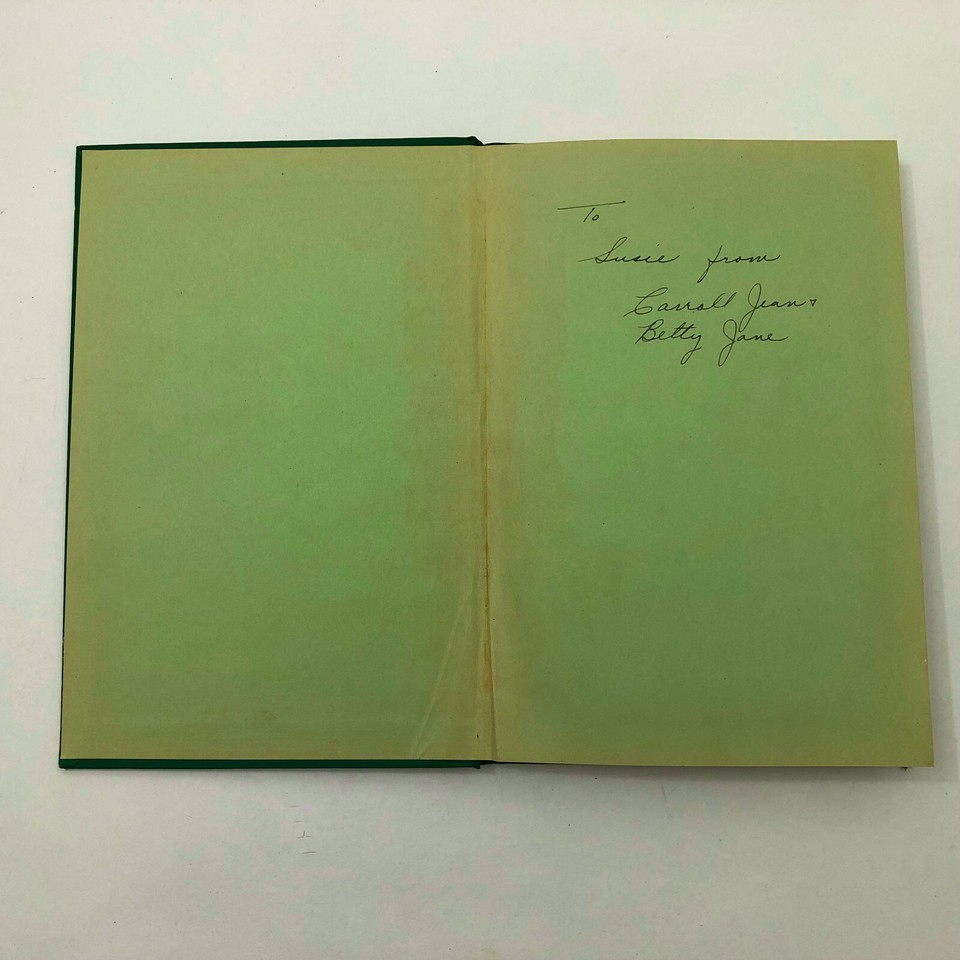 To
Susie from
Carroll Jean &
Betty Jane